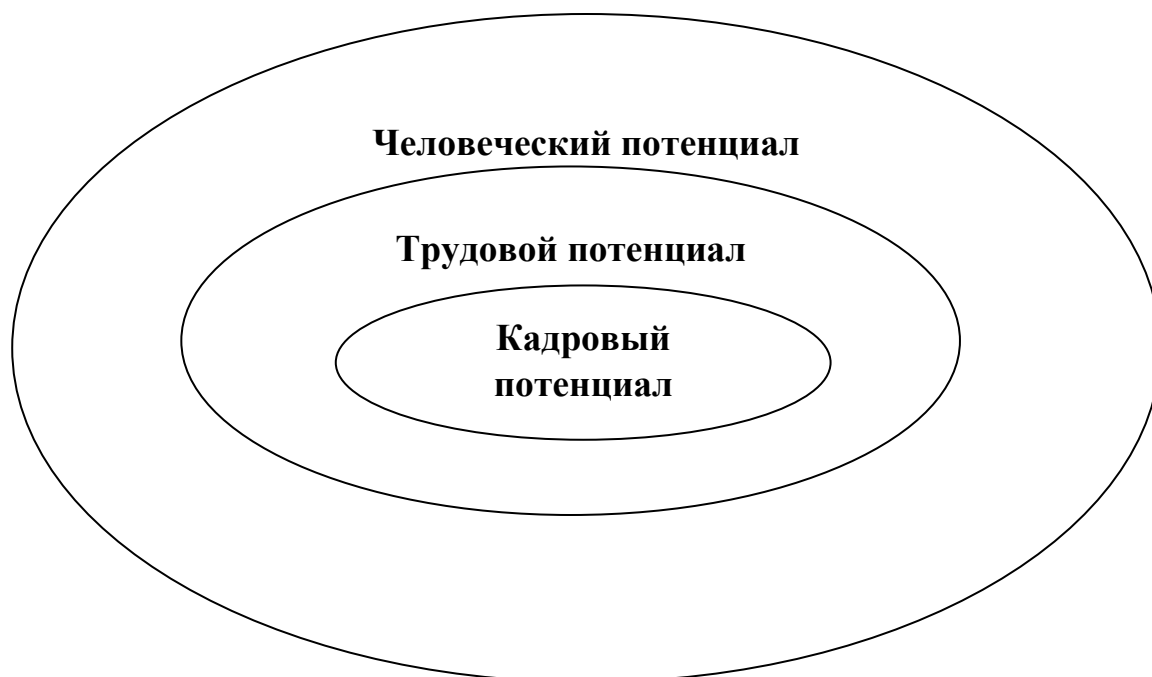 Человеческий потенциал
Трудовой потенциал
Кадровый
потенциал